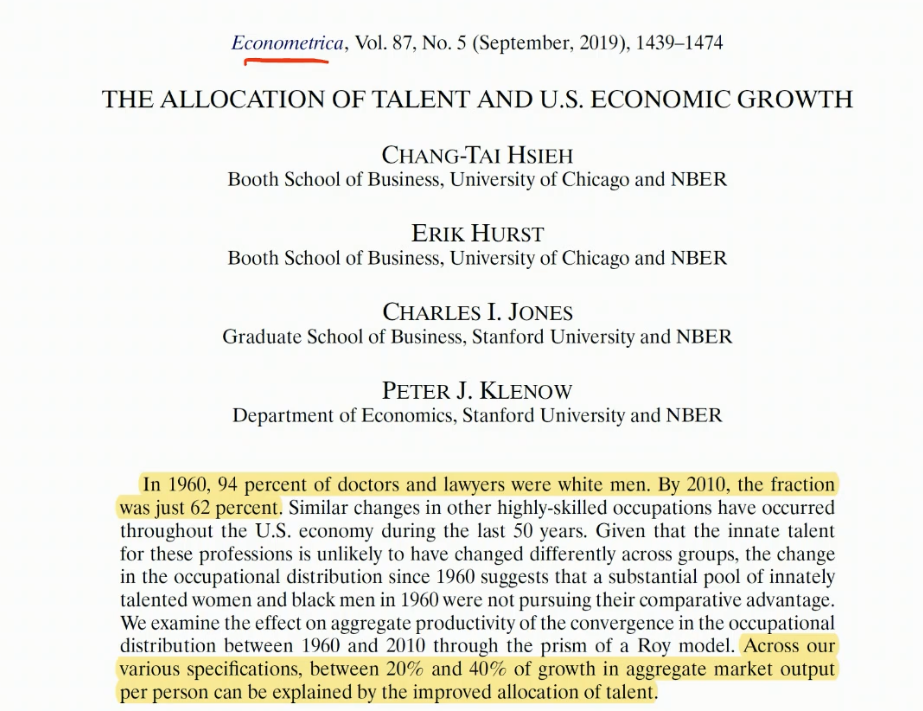 Econometrica, Vol. 87, No. 5 (September, 2019), 1439–1474
THE ALLOCATION OF TALENT AND U.S. ECONOMIC GROWTH
CHANG-TAI HSIEH
Booth School of Business, University of Chicago and NBER
ERIK HURST
Booth School of Business, University of Chicago and NBER
CHARLES I. JONES
Graduate School of Business, Stanford University and NBER
PETER J. KLENOW
Department of Economics, Stanford University and NBER
In 1960, 94 percent of doctors and lawyers were white men. By 2010, the fraction
was just 62 percent. Similar changes in other highly-skilled occupations have occurred
throughout the U.S. economy during the last 50 years. Given that the innate talent
for these professions is unlikely to have changed differently across groups, the change
in the occupational distribution since 1960 suggests that a substantial pool of innately
talented women and black men in 1960 were not pursuing their comparative advantage.
We examine the effect on aggregate productivity of the convergence in the occupational
distribution between 1960 and 2010 through the prism of a Roy model. Across our
various specifications, between 20% and 40% of growth in aggregate market output
per person can be explained by the improved allocation of talent.